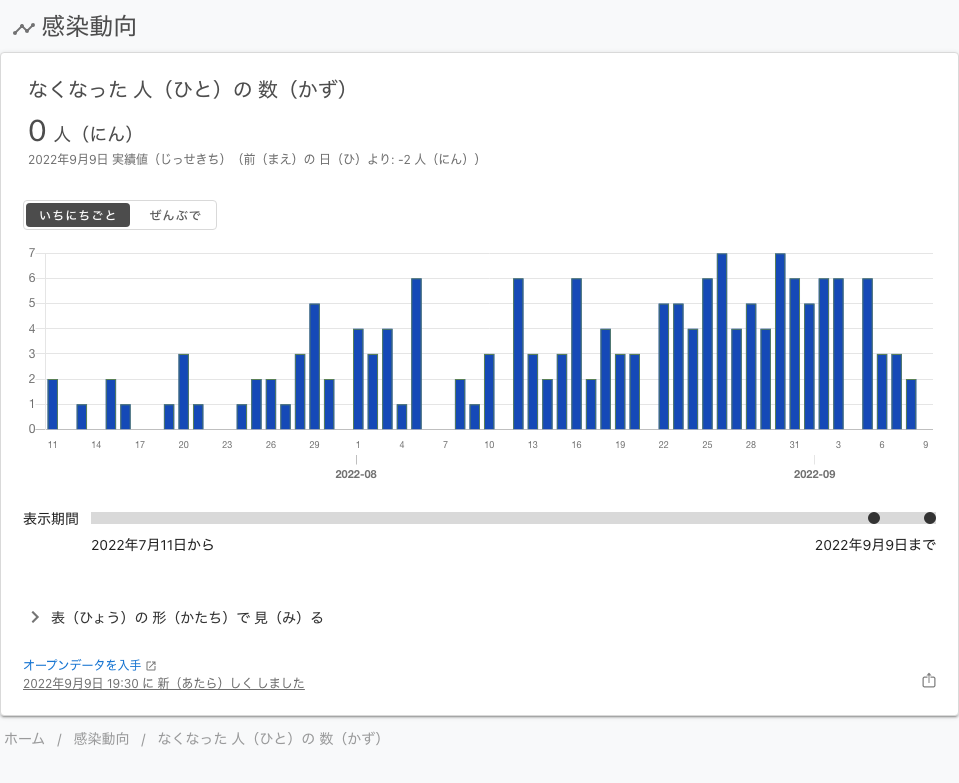 感染動向
なくなった 人（ひと）の 数（かず）
0 人（にん）
2022年9月9日 実績値（じっせきち）（前（まえ）の 日（ひ）より: -2 人（にん））
いちにちごと ぜんぶで
7
6
5
4
3
2
1
0
11 14 17 20 23 26 29 1 4 7 10 13 16 19 22 25 28 31 3 6 9
2022-08 2022-09
表示期間
2022年7月11日から 2022年9月9日まで
表（ひょう）の 形（かたち）で 見（み）る
オープンデータを入手
2022年9月9日 19:30 に 新（あたら）しく しました
ホーム / 感染動向 / なくなった 人（ひと）の 数（かず）